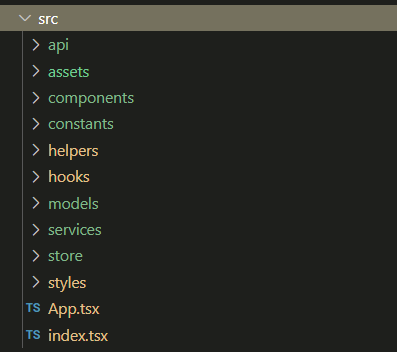 src
api
assets
components
constants
helpers
hooks
models
services
store
styles
TS App.tsx
TS index.tsx